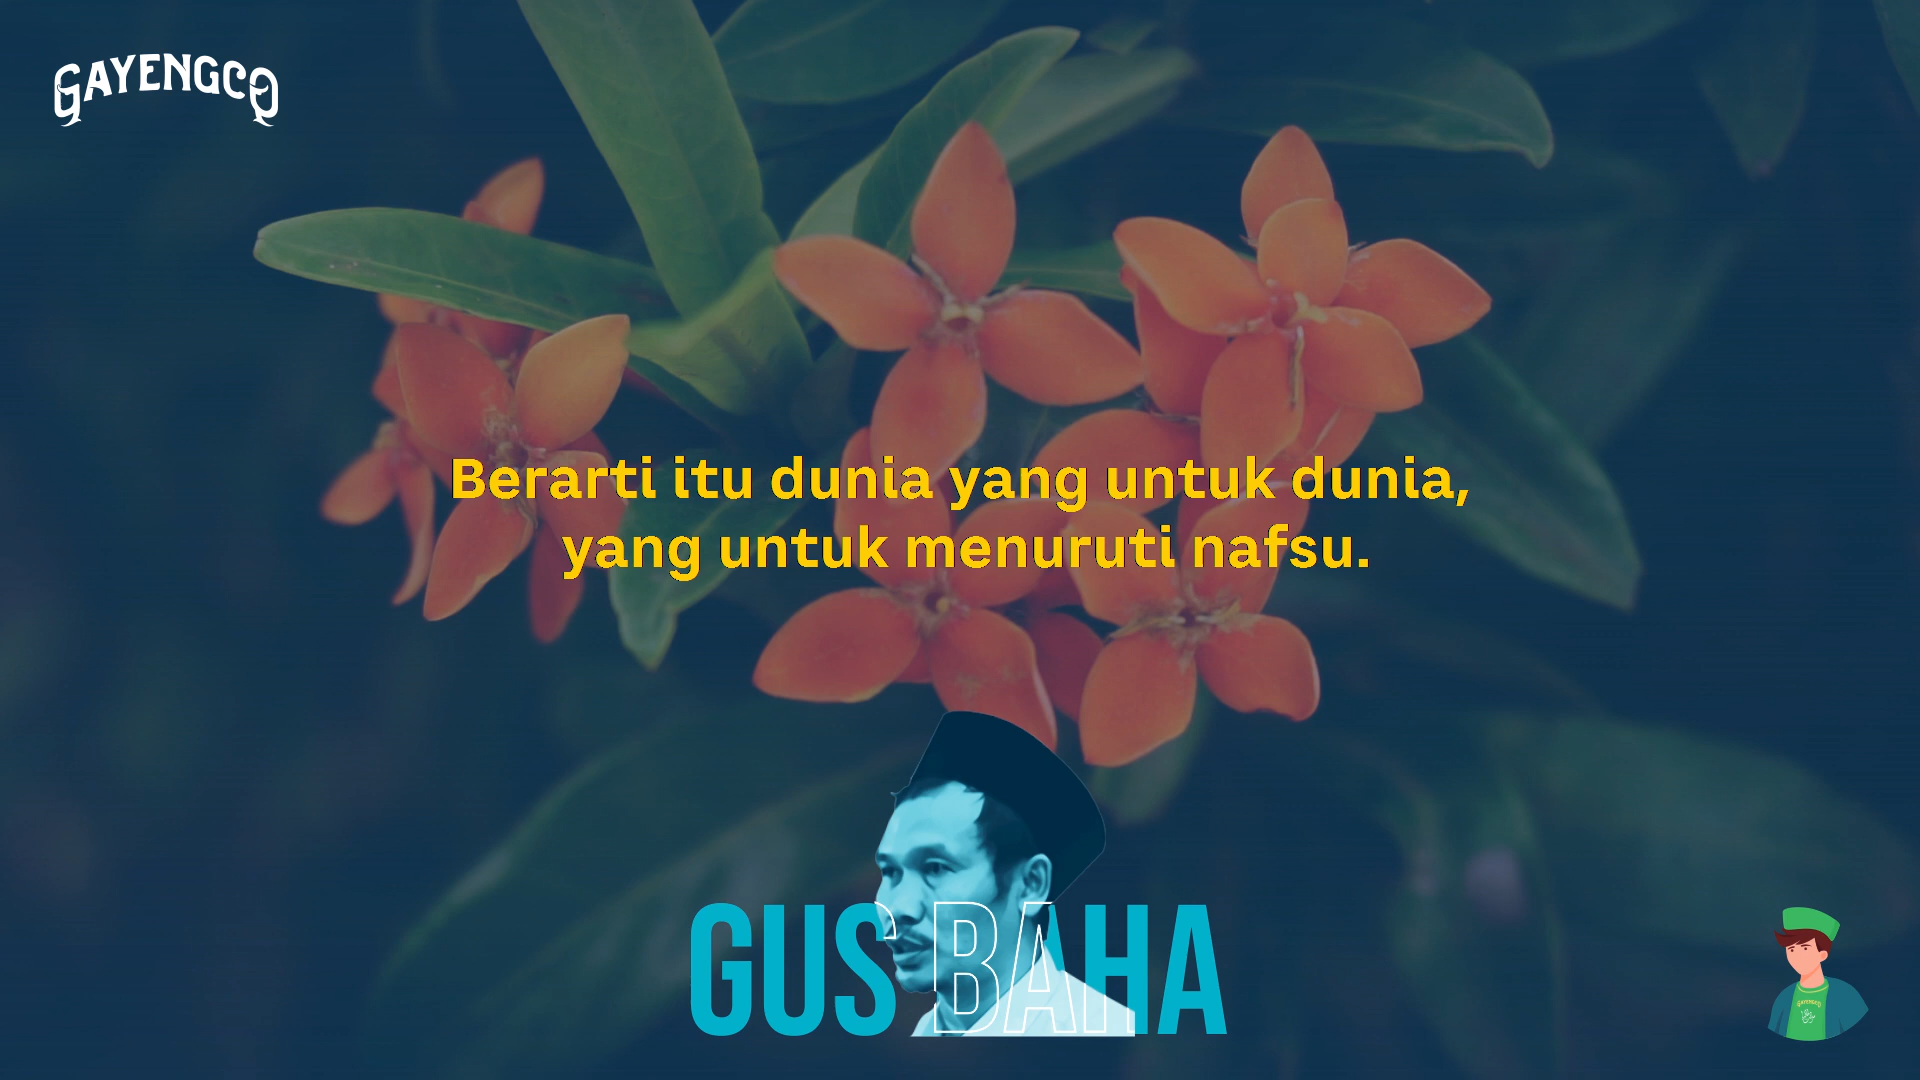 GAYENGCO
Berarti itu dunia yang untuk dunia,
yang untuk menuruti nafsu.
GUS BAHA